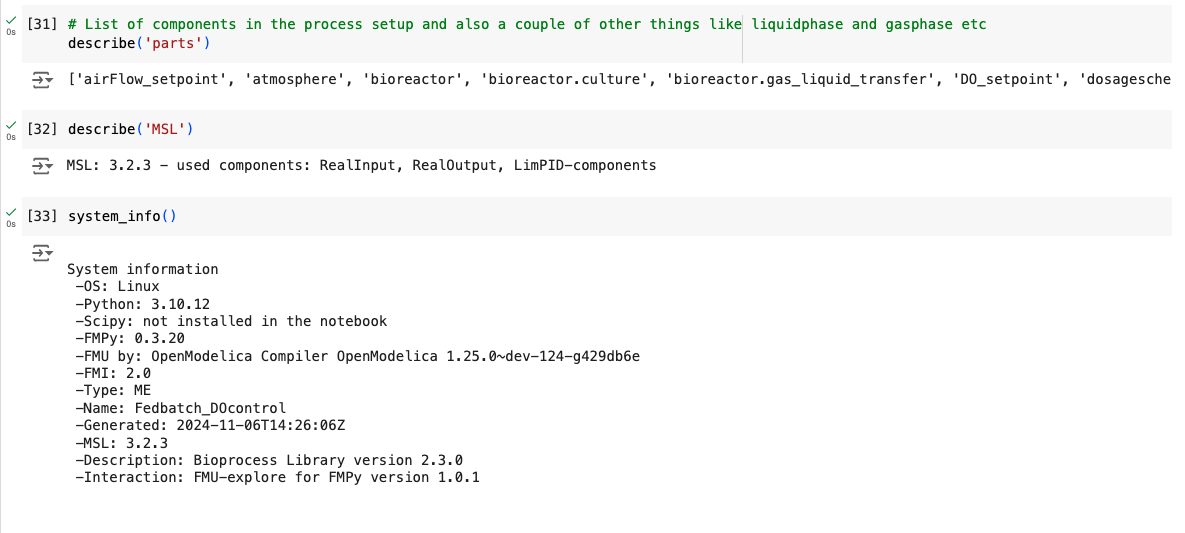 [31] # List of components in the process setup and also a couple of other things like liquidphase and gasphase etc
0s
describe('parts')
['airFlow_setpoint', 'atmosphere', 'bioreactor', 'bioreactor.culture', 'bioreactor.gas_liquid_transfer', 'DO_setpoint', 'dosagesche
[32] describe('MSL')
0s
MSL: 3.2.3 – used components: RealInput, RealOutput, LimPID-components
[33] system_info()
0s
System information
-OS: Linux
-Python: 3.10.12
-Scipy: not installed in the notebook
-FMPy: 0.3.20
-FMU by: OpenModelica Compiler OpenModelica 1.25.0~dev-124-g429db6e
-FMI: 2.0
-Type: ME
-Name: Fedbatch_DOcontrol
-Generated: 2024-11-06T14:26:06Z
-MSL: 3.2.3
-Description: Bioprocess Library version 2.3.0
-Interaction: FMU-explore for FMPy version 1.0.1